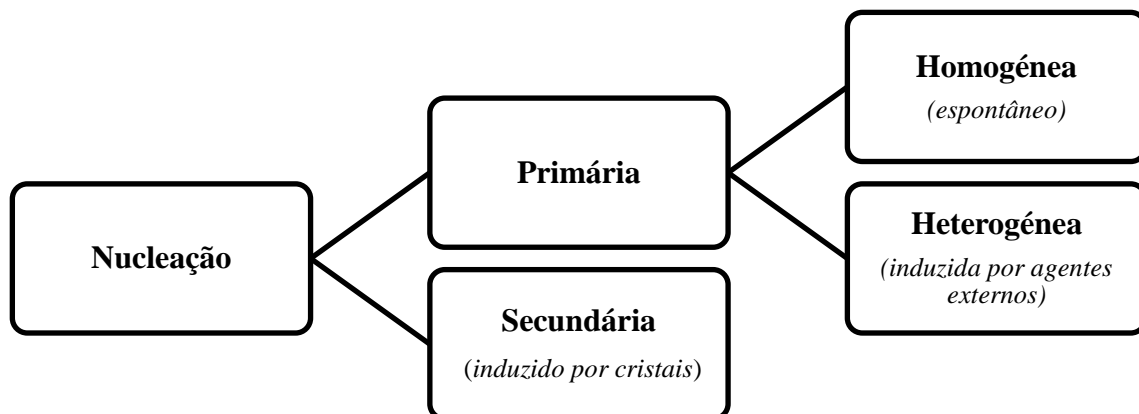 Nucleação
Primária
Secundária
(induzido por cristais)
Homogénea
(espontâneo)
Heterogénea
(induzida por agentes
externos)